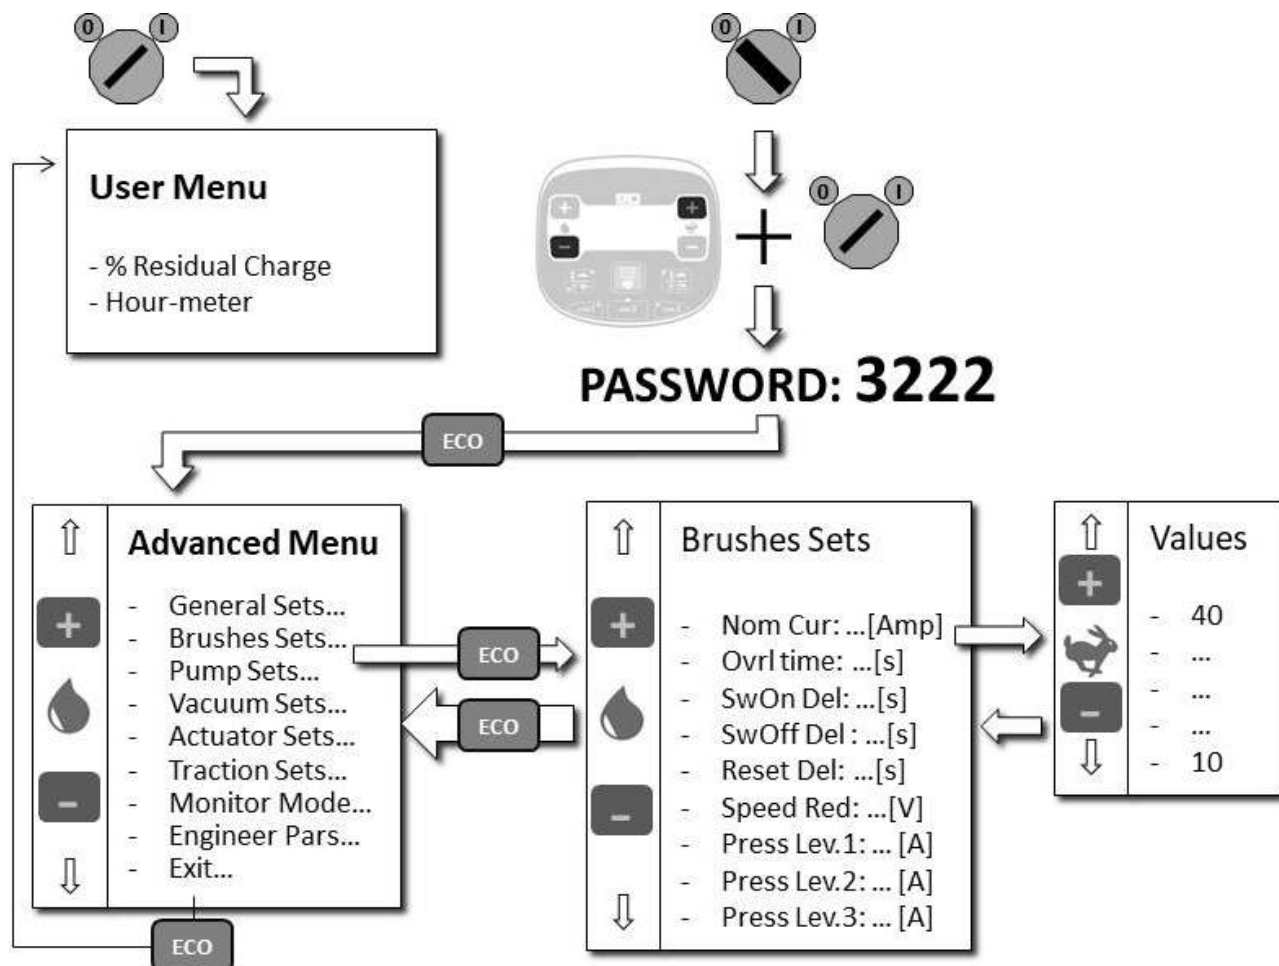 0 I
0 I
User Menu
- % Residual Charge
- Hour-meter
0 I
+
-
+
-
+
PASSWORD: 3222
ECO
Advanced Menu
- General Sets...
- Brushes Sets...
- Pump Sets...
- Vacuum Sets...
- Actuator Sets...
- Traction Sets...
- Monitor Mode...
- Engineer Pars...
- Exit...
+
-
ECO
ECO
ECO
Brushes Sets
- Nom Cur: ...[Amp]
- Ovrl time: ...[s]
- SwOn Del: ...[s]
- SwOff Del : ...[s]
- Reset Del: ...[s]
- Speed Red: ...[V]
- Press Lev.1: ... [A]
- Press Lev.2: ... [A]
- Press Lev.3: ... [A]
+
-
Values
- 40
- ...
- ...
- ...
- 10
+
-